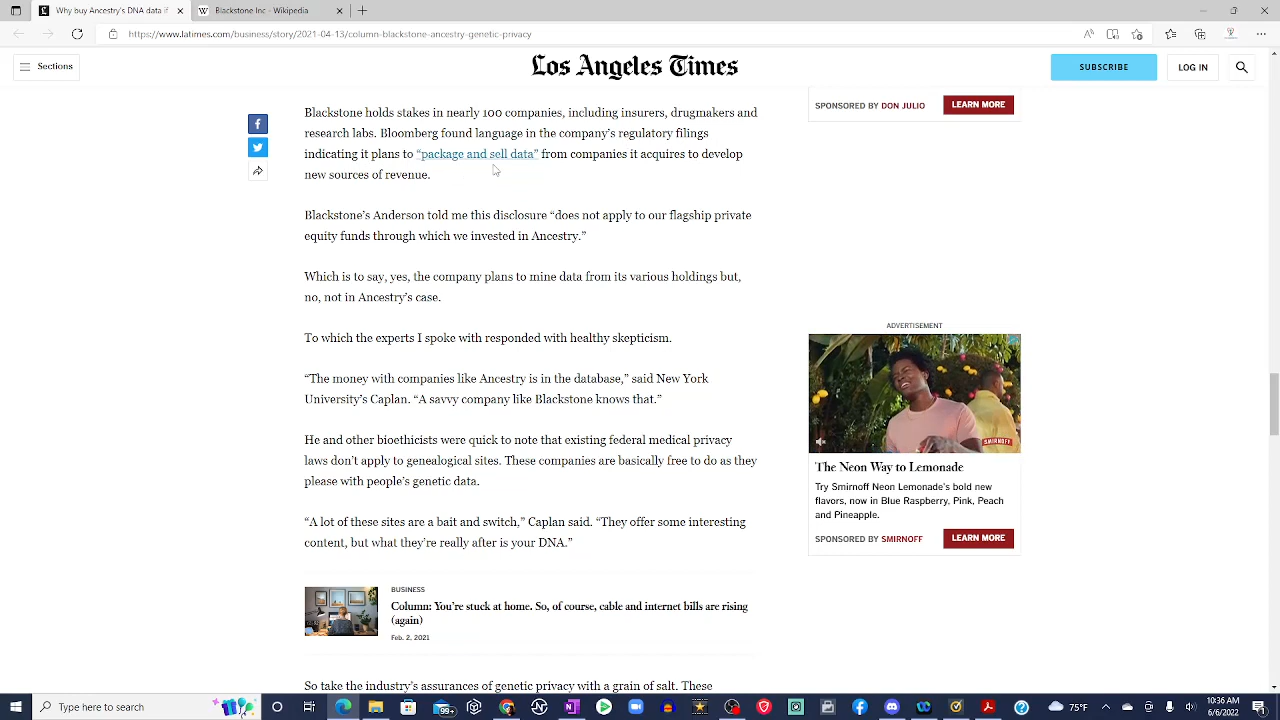 Why buy Ancestry's DNA data if
Blackstone Inc - Wikipedia
https://www.latimes.com/business/story/2021-04-13/column-blackstone-ancestry-genetic-privacy
Sections
Los Angeles Times
SUBSCRIBE
LOG IN
SPONSORED BY DON JULIO
LEARN MORE
Blackstone holds stakes in nearly 100 companies, including insurers, drugmakers and
research labs. Bloomberg found language in the company's regulatory filings
indicating it plans to “package and sell data” from companies it acquires to develop
new sources of revenue.
Blackstone's Anderson told me this disclosure “does not apply to our flagship private
equity funds through which we invested in Ancestry.”
Which is to say, yes, the company plans to mine data from its various holdings but,
no, not in Ancestry's case.
To which the experts I spoke with responded with healthy skepticism.
“The money with companies like Ancestry is in the database,” said New York
University's Caplan. “A savvy company like Blackstone knows that.”
He and other bioethicists were quick to note that existing federal medical privacy
laws don't apply to genealogical sites. These companies are basically free to do as they
please with people's genetic data.
“A lot of these sites are a bait and switch,” Caplan said. “They offer some interesting
content, but what they're really after is your DNA.”
BUSINESS
Column: You're stuck at home. So, of course, cable and internet bills are rising
(again)
Feb. 2, 2021
So take the industry's assurances of genetic privacy with a grain of salt. These
ADVERTISEMENT
SMIRNOFF
The Neon Way to Lemonade
Try Smirnoff Neon Lemonade's bold new
flavors, now in Blue Raspberry, Pink, Peach
and Pineapple.
SPONSORED BY SMIRNOFF
LEARN MORE
Type here to search
99+
75°F
10:36 AM
6/6/2022